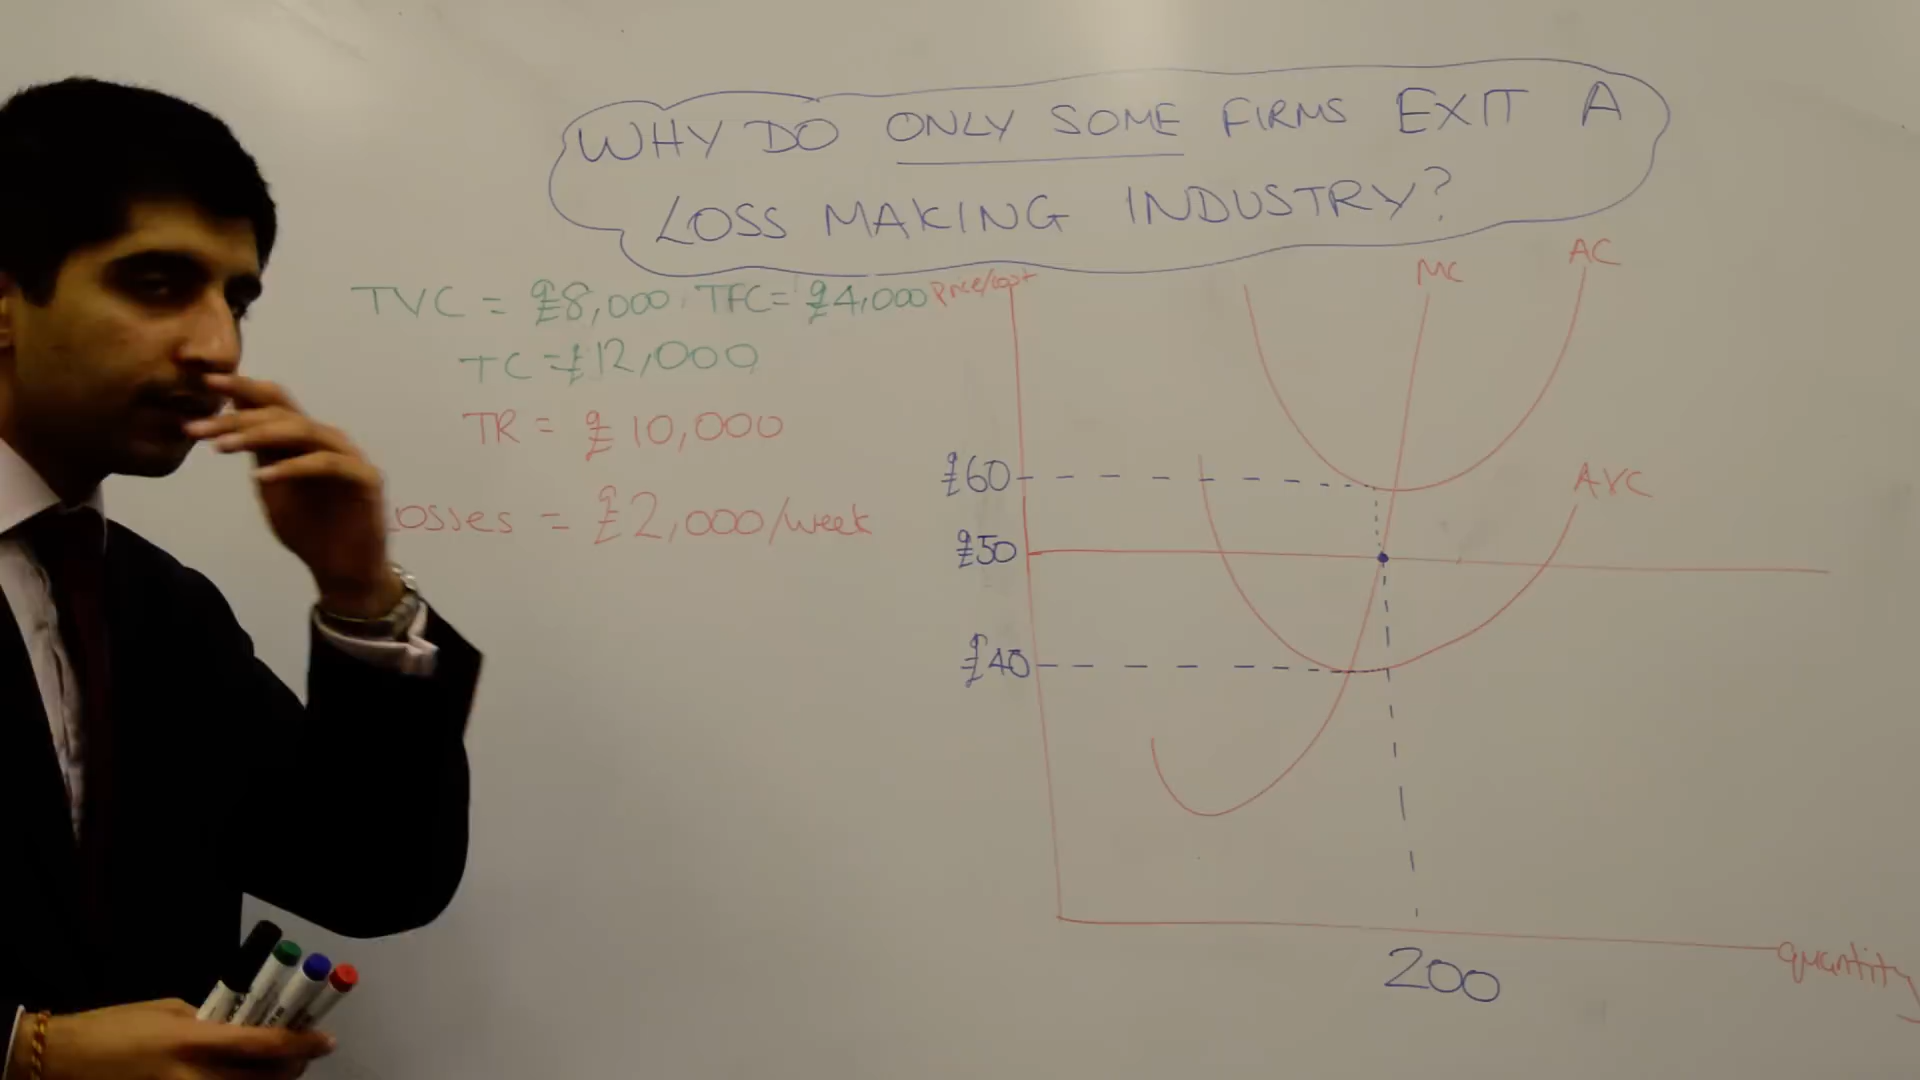 WHY DO ONLY SOME FIRMS EXIT A
LOSS MAKING INDUSTRY?
TVC = £8,000. TFC = £4,000
TC = £12,000
TR = £10,000
Losses = £2,000/week
Price/cost
MC
AC
AVC
£60
£50
£40
200
quantity